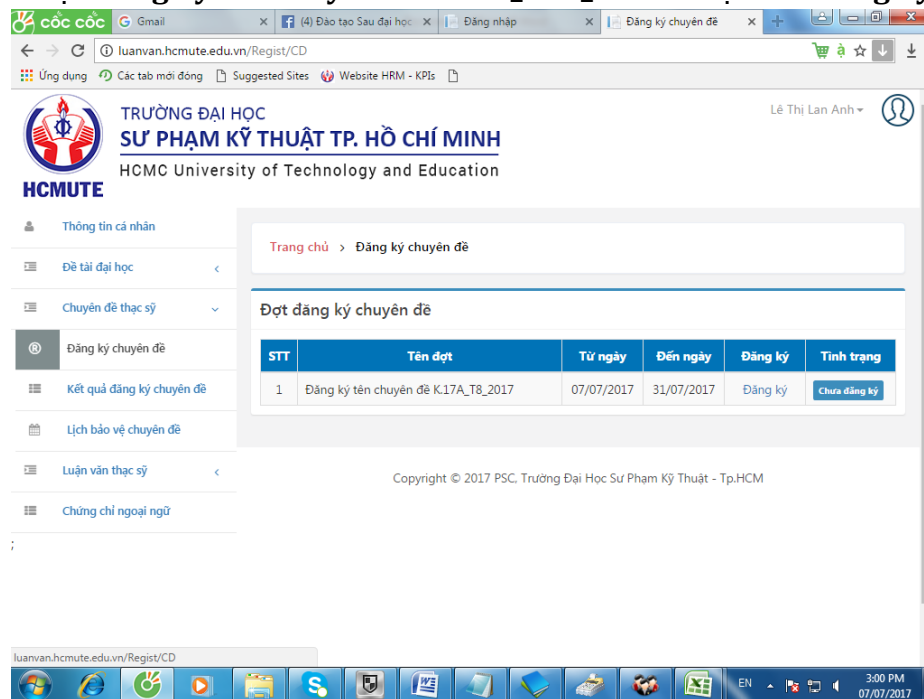 cốc cốc
Gmail
(4) Đào tạo Sau đại học
Đăng nhập
Đăng ký chuyên đề
luanvan.hcmute.edu.vn/Regist/CD
Ứng dụng
Các tab mới đóng
Suggested Sites
Website HRM - KPIs
TRƯỜNG ĐẠI HỌC
SƯ PHẠM KỸ THUẬT TP. HỒ CHÍ MINH
HCMC University of Technology and Education
HCMUTE
Lê Thị Lan Anh
Thông tin cá nhân
Đề tài đại học
Chuyên đề thạc sỹ
Đăng ký chuyên đề
Kết quả đăng ký chuyên đề
Lịch bảo vệ chuyên đề
Luận văn thạc sỹ
Chứng chỉ ngoại ngữ
;
Trang chủ > Đăng ký chuyên đề
Đợt đăng ký chuyên đề
STT Tên đợt Từ ngày Đến ngày Đăng ký Tình trạng
1 Đăng ký tên chuyên đề K.17A_T8_2017 07/07/2017 31/07/2017 Đăng ký Chưa đăng ký
Copyright © 2017 PSC, Trường Đại Học Sư Phạm Kỹ Thuật - Tp.HCM
luanvan.hcmute.edu.vn/Regist/CD
EN
3:00 PM
07/07/2017